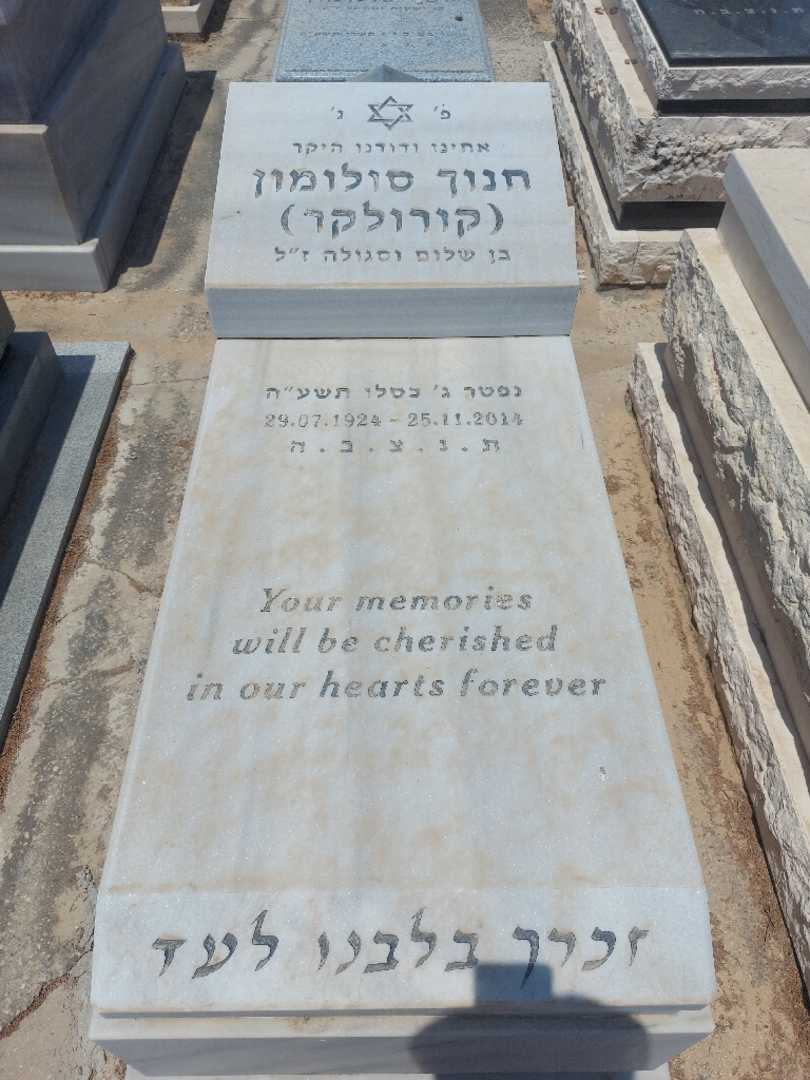 פ׳ נ׳
אחינו ודודנו היקר
חנוך סולומון
(קורולקר)
בן שלום וסגולה ז״ל
נפטר ג׳ כסלו תשע״ה
29.07.1924 - 25.11.2014
ת . נ . צ . ב . ה
Your memories
will be cherished
in our hearts forever
זכרך בלבנו לעד